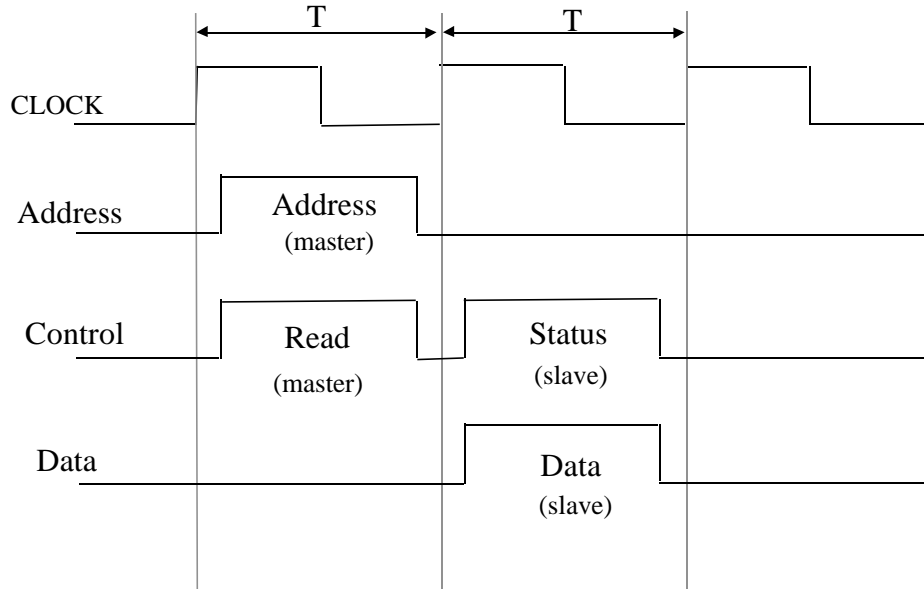 T
T
CLOCK
Address
Address
(master)
Control
Read
(master)
Status
(slave)
Data
Data
(slave)